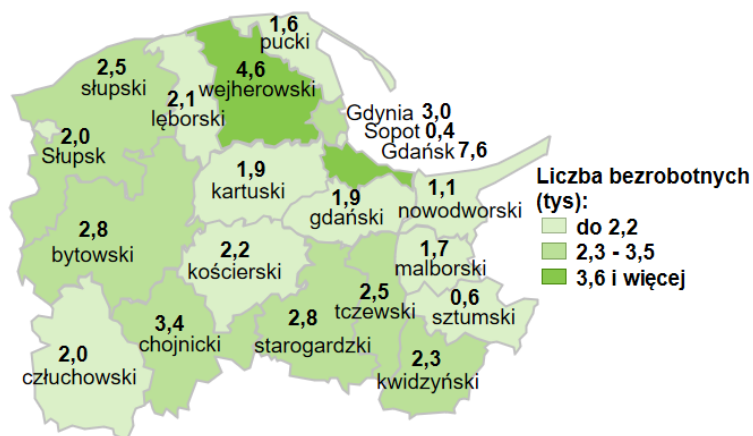 1,6
pucki
2,5
słupski
4,6
wejherowski
2,1
lęborski
Gdynia 3,0
Sopot 0,4
Gdańsk 7,6
2,0
Słupsk
1,9
kartuski
1,9
gdański
1,1
nowodworski
2,8
bytowski
2,2
kościerski
1,7
malborski
2,5
tczewski
0,6
sztumski
3,4
chojnicki
2,8
starogardzki
2,0
człuchowski
2,3
kwidzyński
Liczba bezrobotnych
(tys):
do 2,2
2,3 - 3,5
3,6 i więcej